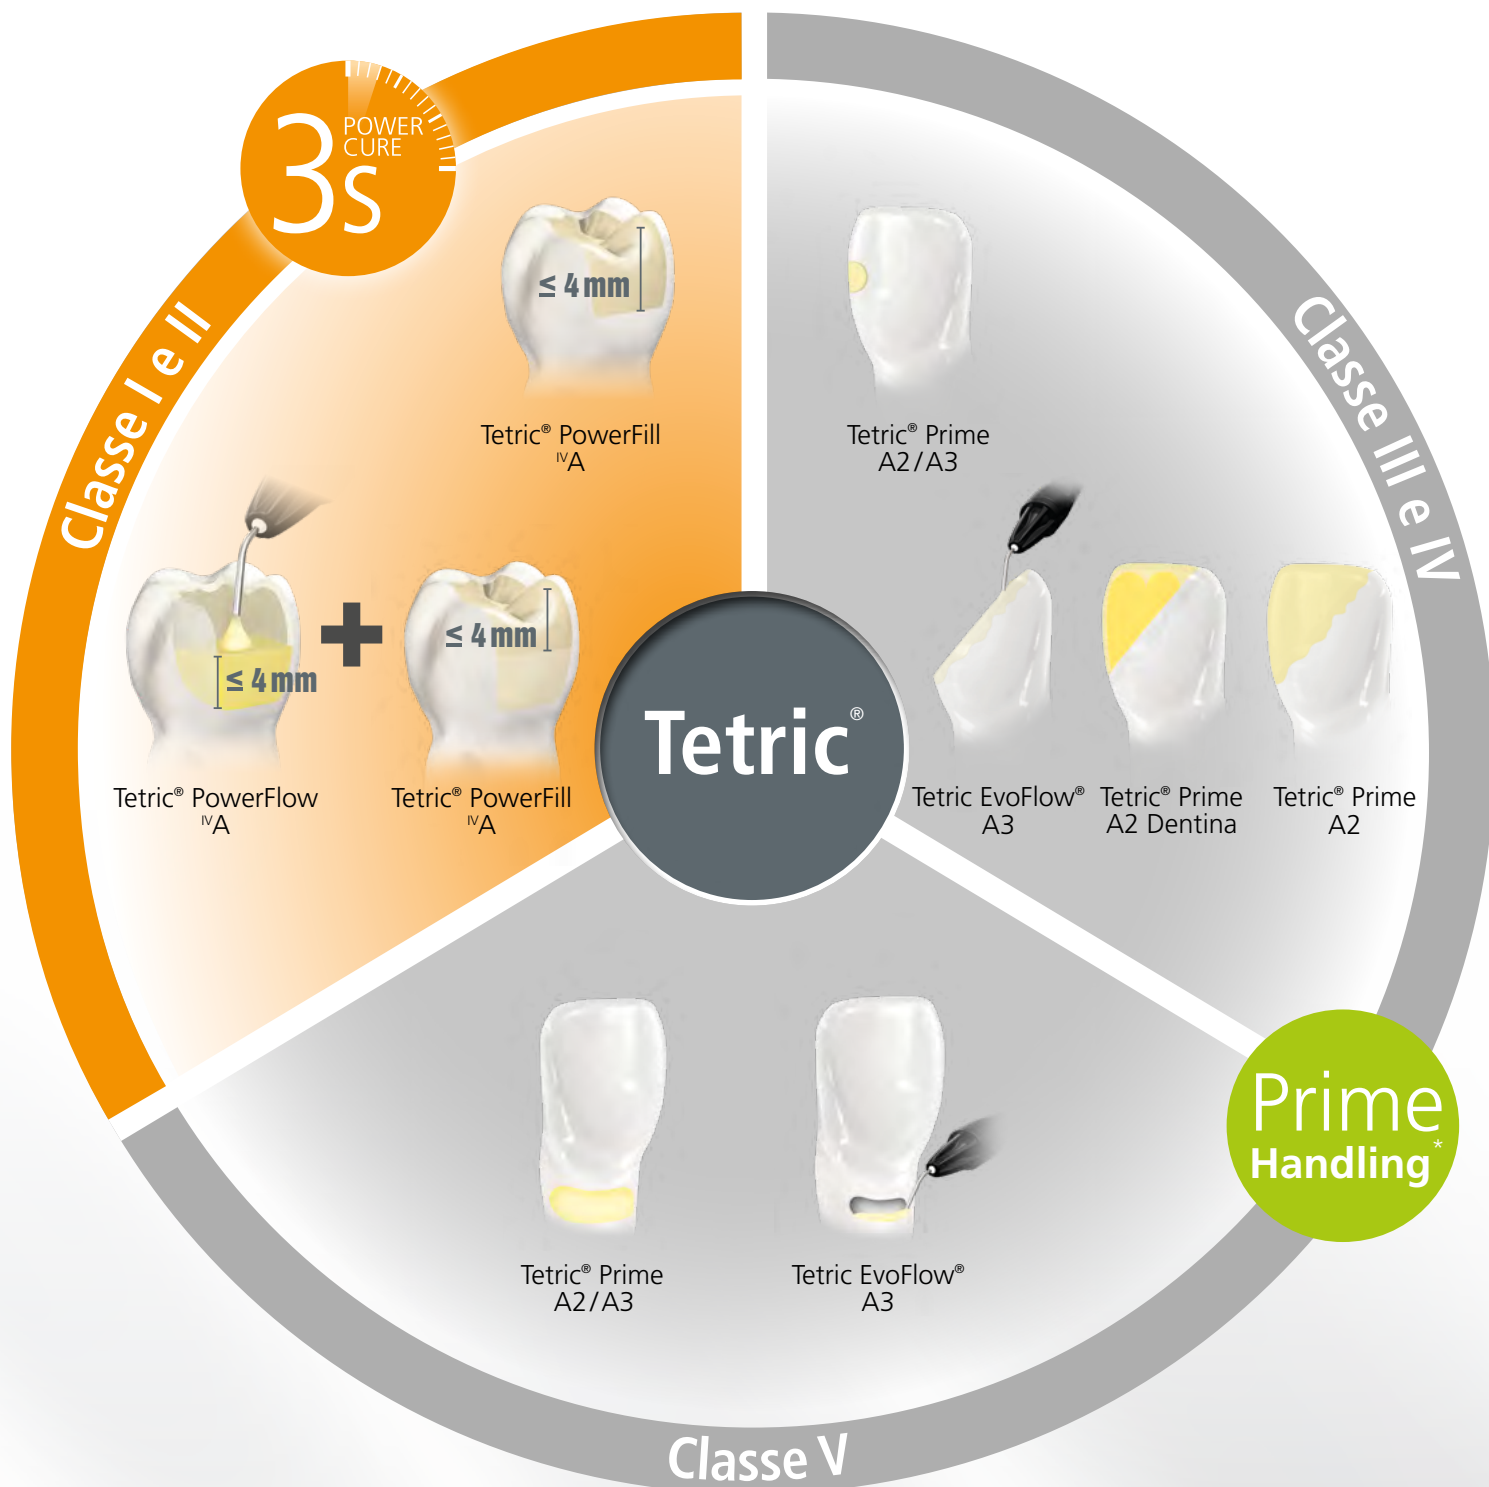 3s
POWER
CURE
Classe I e II
≤ 4 mm
Tetric® PowerFill
IVA
≤ 4 mm
≤ 4 mm
Tetric® PowerFlow
IVA
Tetric® PowerFill
IVA
Tetric®
Classe III e IV
Tetric® Prime
A2/A3
Tetric EvoFlow®
A3
Tetric® Prime
A2 Dentina
Tetric® Prime
A2
Prime
Handling*
Tetric® Prime
A2/A3
Tetric EvoFlow®
A3
Classe V